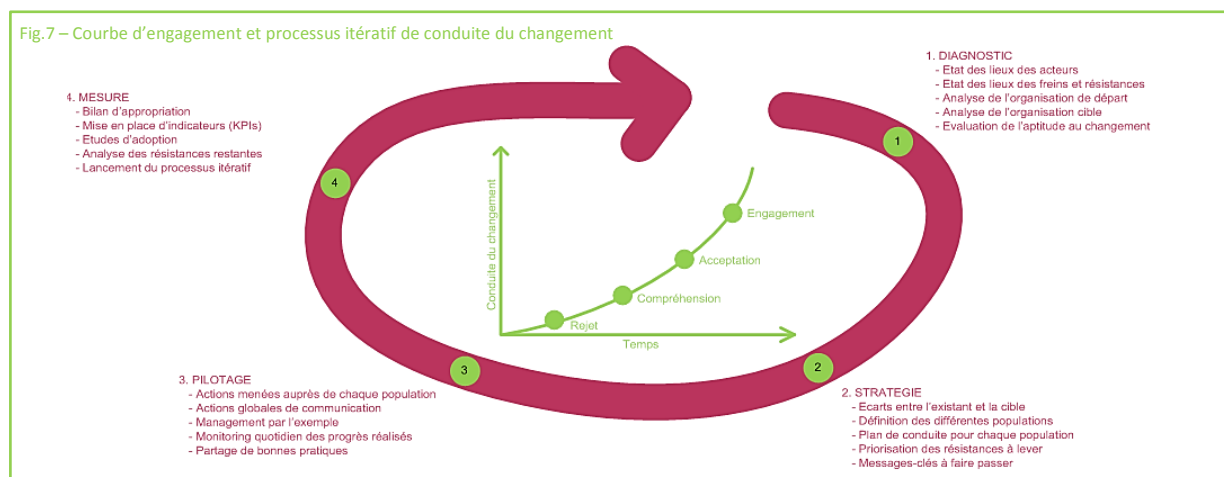 Fig.7 – Courbe d'engagement et processus itératif de conduite du changement
1. DIAGNOSTIC
- Etat des lieux des acteurs
- Etat des lieux des freins et résistances
- Analyse de l'organisation de départ
- Analyse de l'organisation cible
- Evaluation de l'aptitude au changement
4. MESURE
- Bilan d'appropriation
- Mise en place d'indicateurs (KPIs)
- Etudes d'adoption
- Analyse des résistances restantes
- Lancement du processus itératif
1
4
Conduite du changement
Engagement
Acceptation
Compréhension
Rejet
Temps
3
2
3. PILOTAGE
- Actions menées auprès de chaque population
- Actions globales de communication
- Management par l'exemple
- Monitoring quotidien des progrès réalisés
- Partage de bonnes pratiques
2. STRATEGIE
- Ecarts entre l'existant et la cible
- Définition des différentes populations
- Plan de conduite pour chaque population
- Priorisation des résistances à lever
- Messages-clés à faire passer